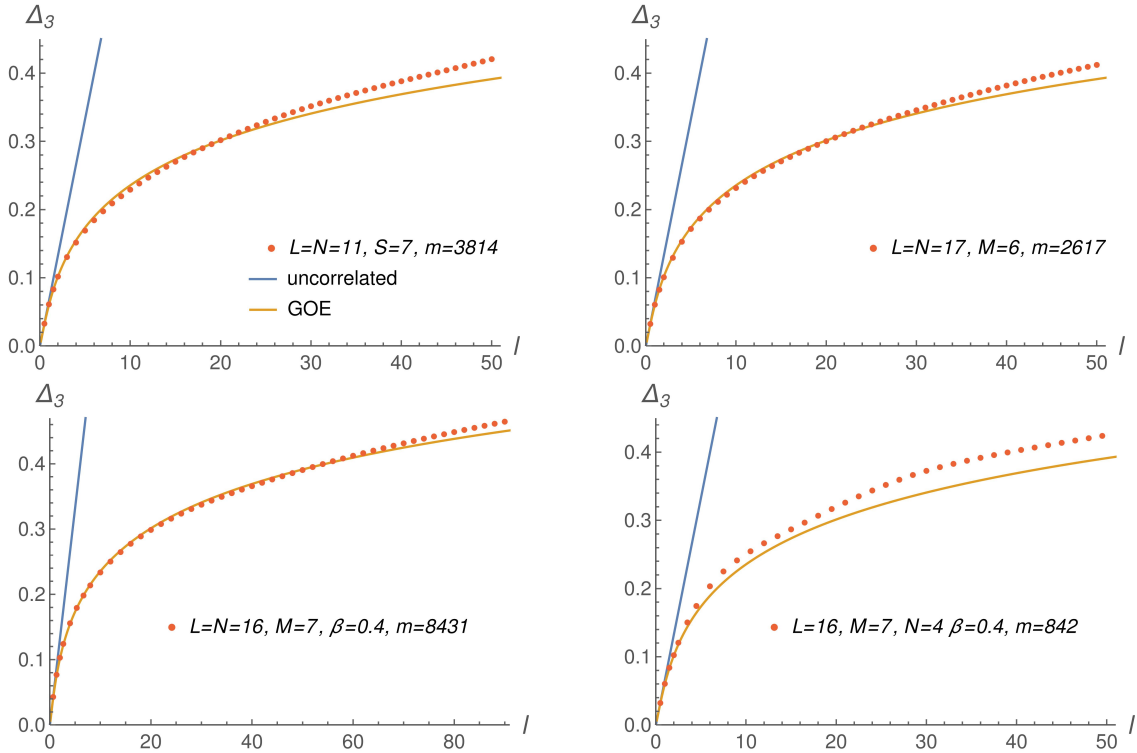 Δ₃
0.4
0.3
0.2
0.1
0.0
L=N=11, S=7, m=3814
uncorrelated
GOE
0 10 20 30 40 50 l
Δ₃
0.4
0.3
0.2
0.1
0.0
L=N=17, M=6, m=2617
0 10 20 30 40 50 l
Δ₃
0.4
0.3
0.2
0.1
0.0
L=N=16, M=7, β=0.4, m=8431
0 20 40 60 80 l
Δ₃
0.4
0.3
0.2
0.1
0.0
L=16, M=7, N=4 β=0.4, m=842
0 10 20 30 40 50 l